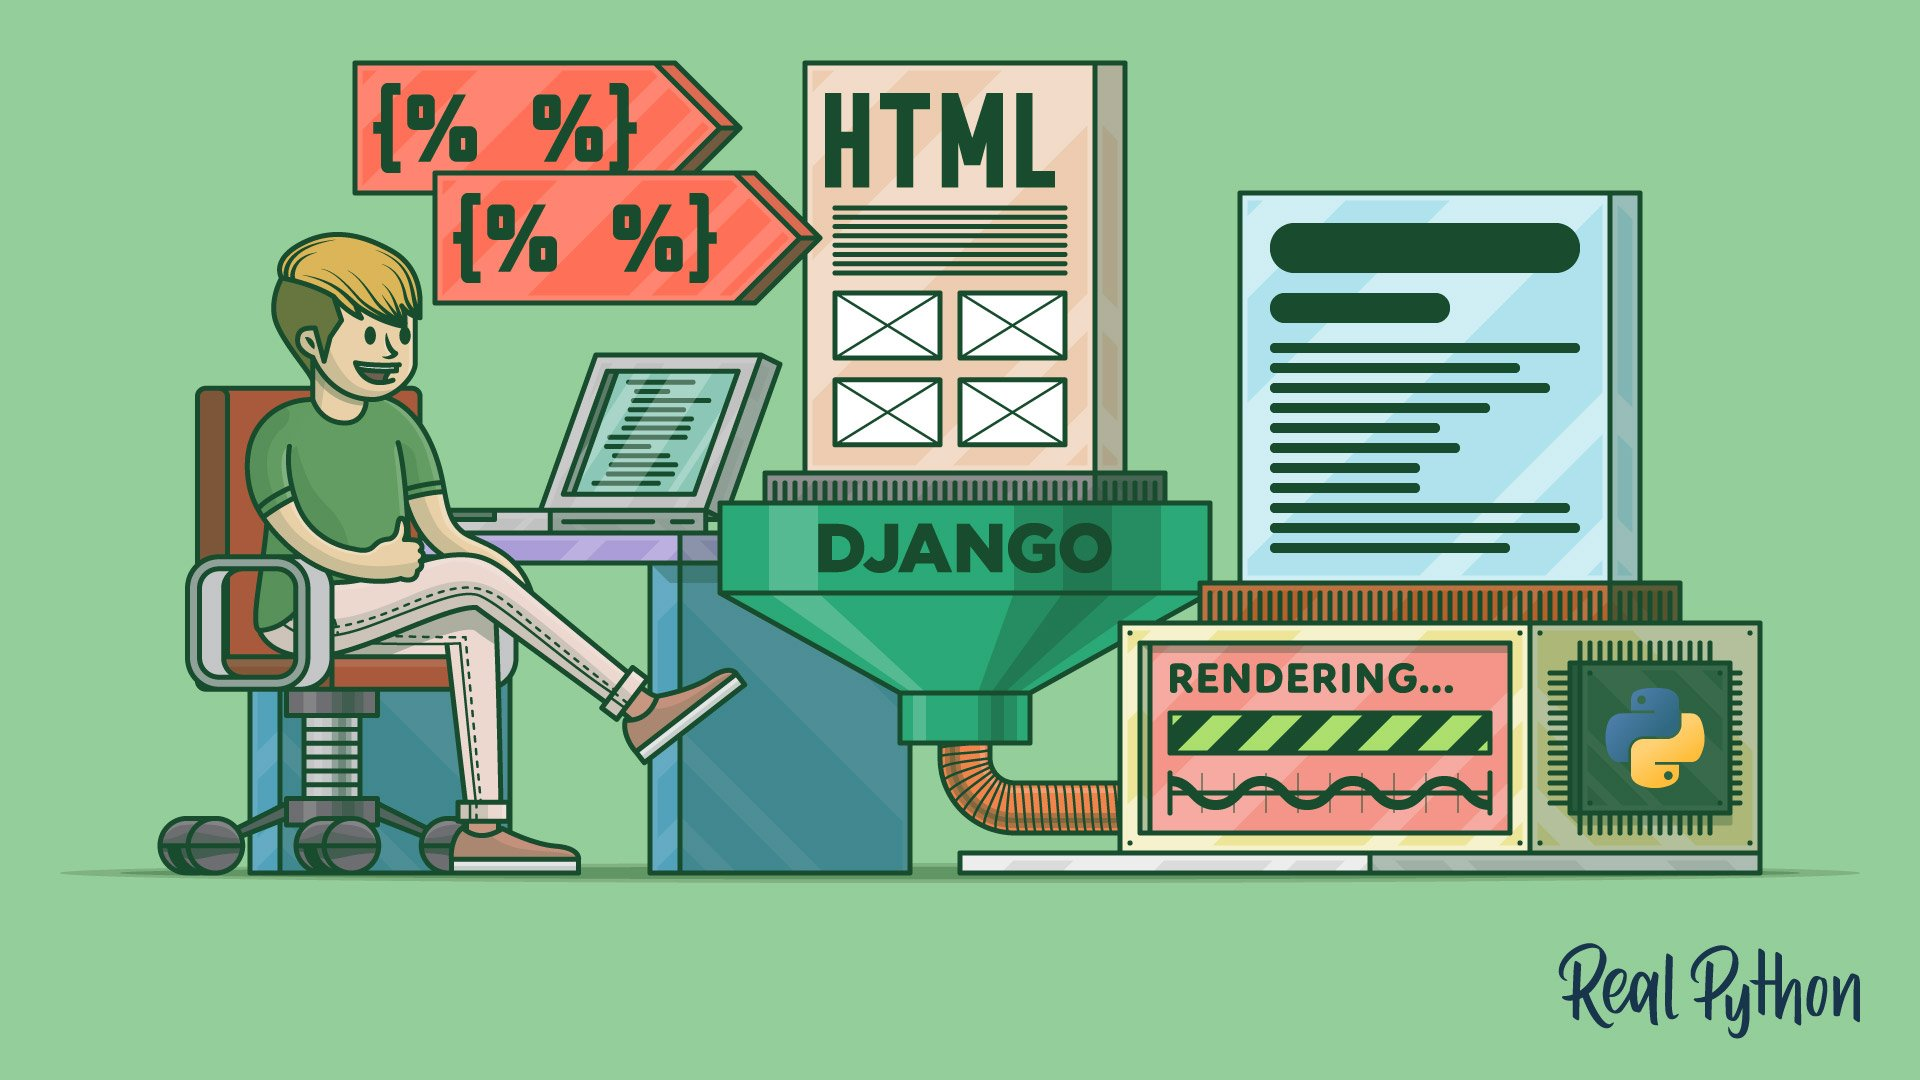 {% %}
{% %}
HTML
DJANGO
RENDERING...
Real Python